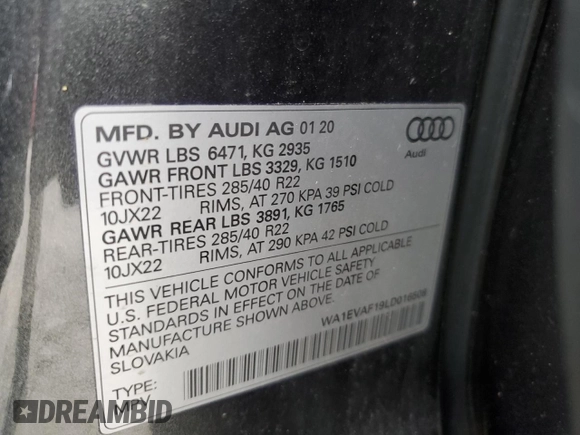 MFD. BY AUDI AG 01 20
GVWR LBS 6471, KG 2935
GAWR FRONT LBS 3329, KG 1510
FRONT-TIRES 285/40 R22
10JX22 RIMS, AT 270 KPA 39 PSI COLD
GAWR REAR LBS 3891, KG 1765
REAR-TIRES 285/40 R22
10JX22 RIMS, AT 290 KPA 42 PSI COLD
Audi
THIS VEHICLE CONFORMS TO ALL APPLICABLE
U.S. FEDERAL MOTOR VEHICLE SAFETY
STANDARDS IN EFFECT ON THE DATE OF
MANUFACTURE SHOWN ABOVE.
SLOVAKIA
TYPE:
MPV
DREAMBID